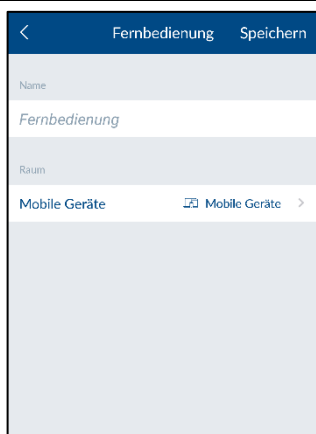 Fernbedienung Speichern
Name
Fernbedienung
Raum
Mobile Geräte Mobile Geräte